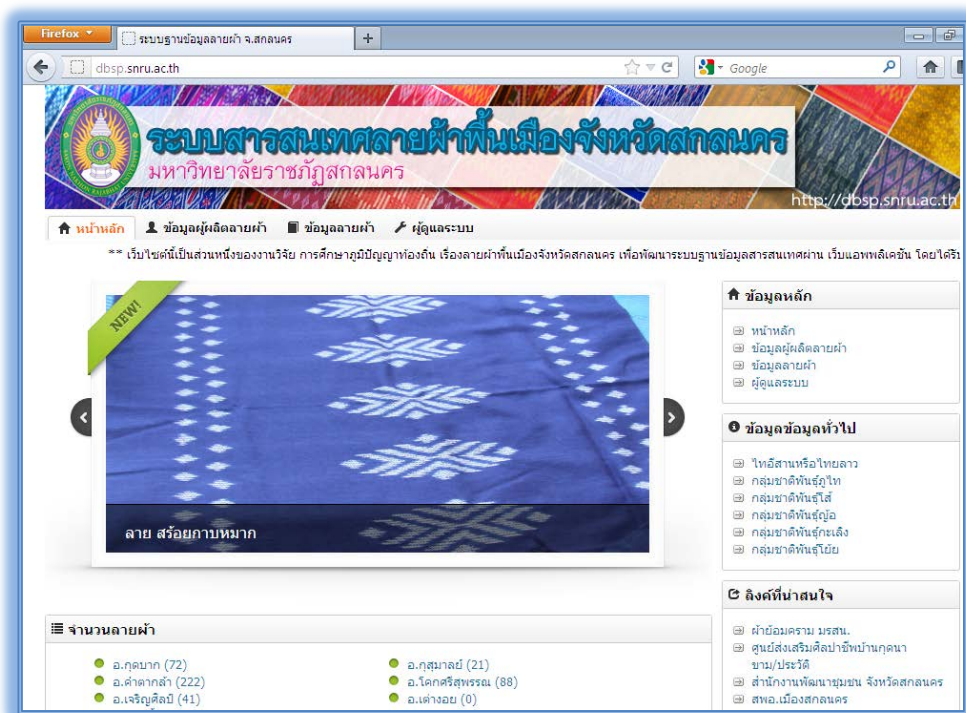 Firefox
ระบบฐานข้อมูลลายผ้า จ.สกลนคร
dbsp.snru.ac.th
Google
ระบบสารสนเทศลายผ้าพื้นเมืองจังหวัดสกลนคร
มหาวิทยาลัยราชภัฏสกลนคร
http://dbsp.snru.ac.th
หน้าหลัก ข้อมูลผู้ผลิตลายผ้า ข้อมูลลายผ้า ผู้ดูแลระบบ
** เว็บไซต์นี้เป็นส่วนหนึ่งของงานวิจัย การศึกษาภูมิปัญญาท้องถิ่น เรื่องลายผ้าพื้นเมืองจังหวัดสกลนคร เพื่อพัฒนาระบบฐานข้อมูลสารสนเทศผ่าน เว็บแอพพลิเคชัน โดยได้รับ
NEW!
ลาย สร้อยกาบหมาก
ข้อมูลหลัก
หน้าหลัก
ข้อมูลผู้ผลิตลายผ้า
ข้อมูลลายผ้า
ผู้ดูแลระบบ
ข้อมูลข้อมูลทั่วไป
ไทอีสานหรือไทยลาว
กลุ่มชาติพันธุ์ภูไท
กลุ่มชาติพันธุ์โส้
กลุ่มชาติพันธุ์ญ้อ
กลุ่มชาติพันธุ์กะเลิง
กลุ่มชาติพันธุ์โย้ย
ลิงค์ที่น่าสนใจ
ผ้าย้อมคราม มรสน.
ศูนย์ส่งเสริมศิลปาชีพบ้านกุดนา
ขาม/ประวัติ
สำนักงานพัฒนาชุมชน จังหวัดสกลนคร
สพอ.เมืองสกลนคร
จำนวนลายผ้า
อ.กุดบาก (72)
อ.กุสุมาลย์ (21)
อ.คำตากล้า (222)
อ.โคกศรีสุพรรณ (88)
อ.เจริญศิลป์ (41)
อ.เต่างอย (0)